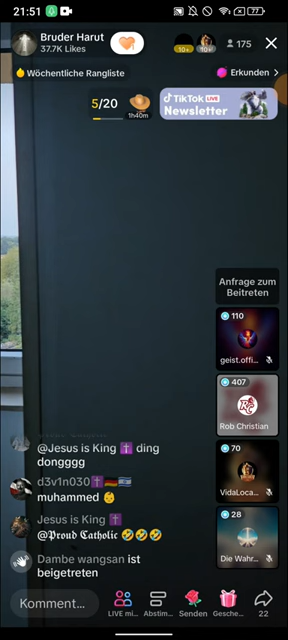 21:51
77
Bruder Harut
37.7K Likes
10+
10+
175
Wöchentliche Rangliste
Erkunden >
5/20
1h40m
TikTok LIVE
Newsletter
Anfrage zum
Beitreten
110
geist.offi...
407
Rob Christian
70
VidaLoca...
28
Die Wahr...
@Jesus is King ✝️ ding
dongggg
d3v1n030✝️🇩🇪🇮🇱
muhammed 👶
Jesus is King ✝️
@𝕻𝖗𝖔𝖚𝖉 𝕮𝖆𝖙𝖍𝖔𝖑𝖎𝖈 🤣🤣🤣
Dambe wangsan ist
beigetreten
Komment...
LIVE mi...
Abstim...
Senden
Gesche...
22